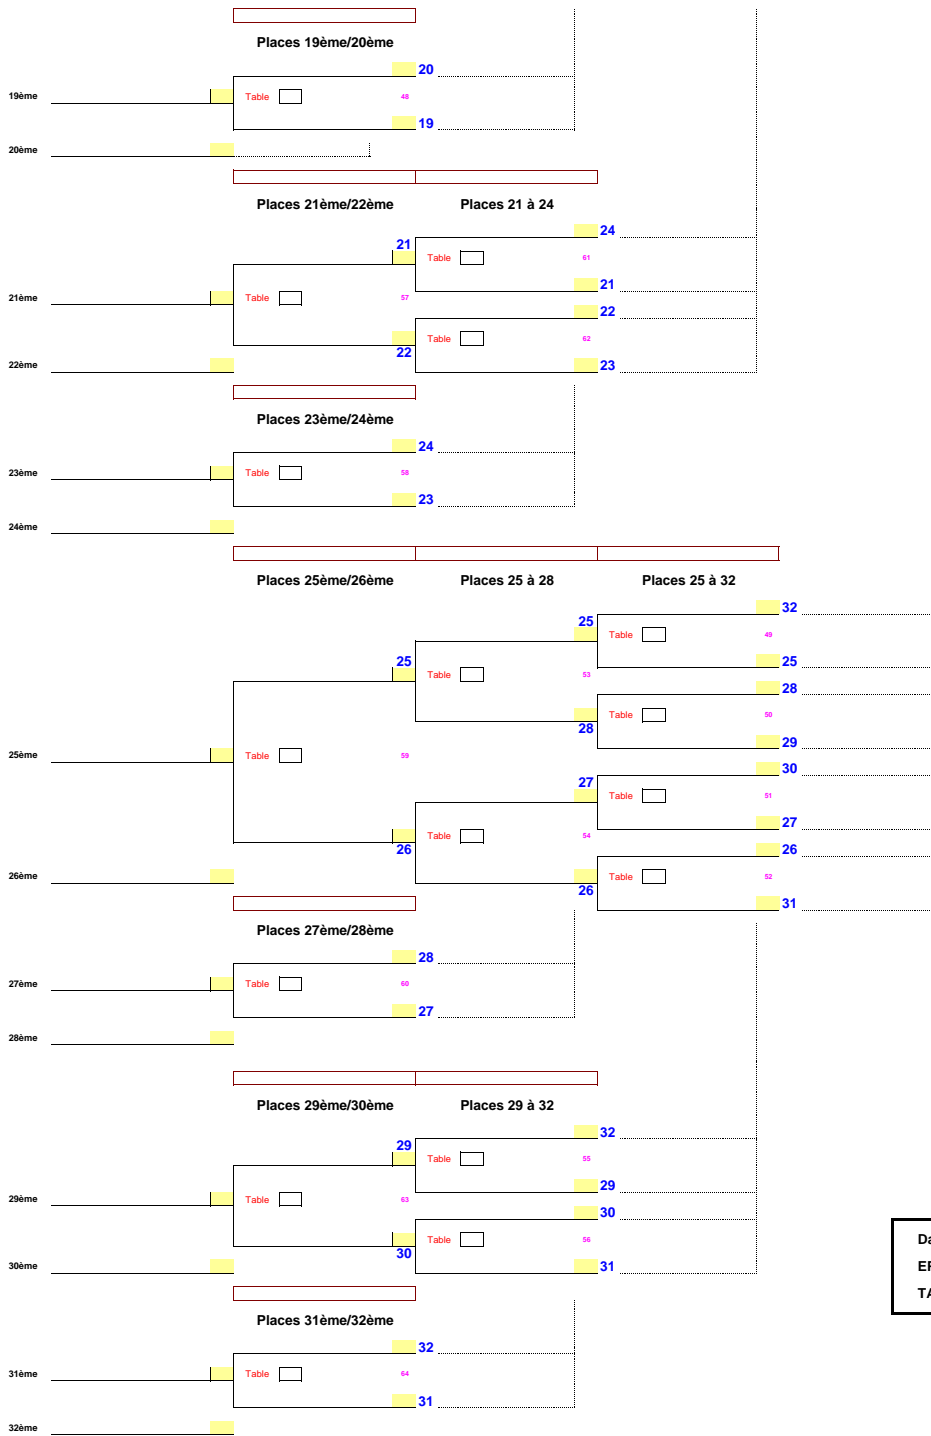 Places 19ème/20ème
20
19ème Table 48
19
20ème
Places 21ème/22ème Places 21 à 24
24
21
Table 61
21
21ème Table 57
22
Table 62
22
22ème 23
Places 23ème/24ème
24
23ème Table 58
23
24ème
Places 25ème/26ème Places 25 à 28 Places 25 à 32
32
25
Table 49
25 25
Table 53
28
Table 50
28
29
25ème Table 59
30
27
Table 51
27
Table 54
26 26
26ème Table 52
26
31
Places 27ème/28ème
28
27ème Table 60
27
28ème
Places 29ème/30ème Places 29 à 32
32
29
Table 55
29
29ème Table 63
30
Table 56
30
30ème 31
Places 31ème/32ème
32
31ème Table 64
31
32ème